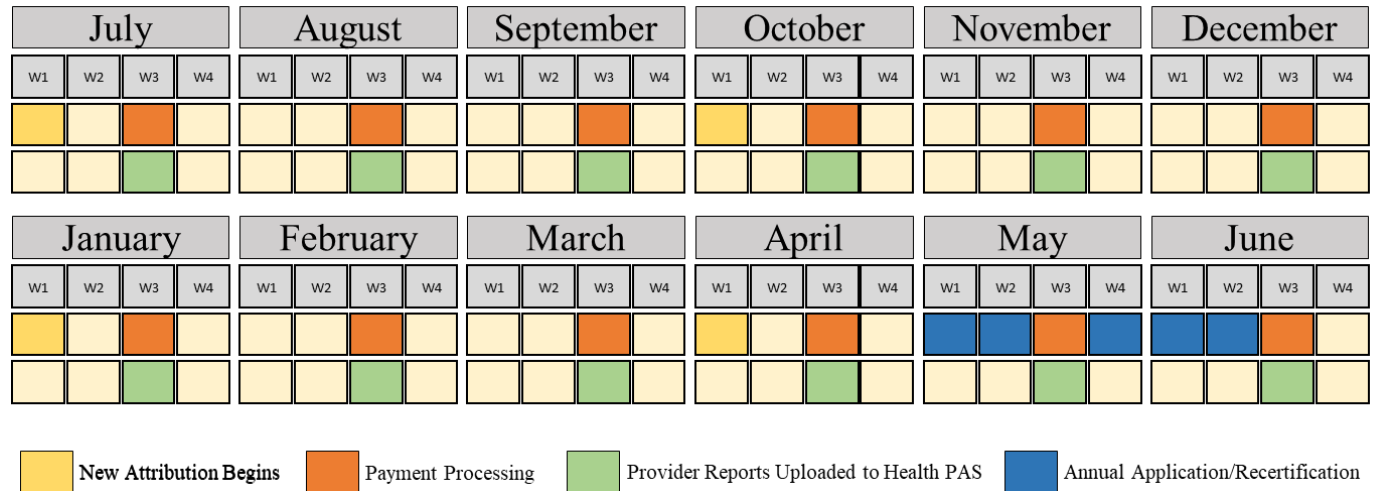 July August September October November December
W1 W2 W3 W4 W1 W2 W3 W4 W1 W2 W3 W4 W1 W2 W3 W4 W1 W2 W3 W4 W1 W2 W3 W4
January February March April May June
W1 W2 W3 W4 W1 W2 W3 W4 W1 W2 W3 W4 W1 W2 W3 W4 W1 W2 W3 W4 W1 W2 W3 W4
New Attribution Begins Payment Processing Provider Reports Uploaded to Health PAS Annual Application/Recertification